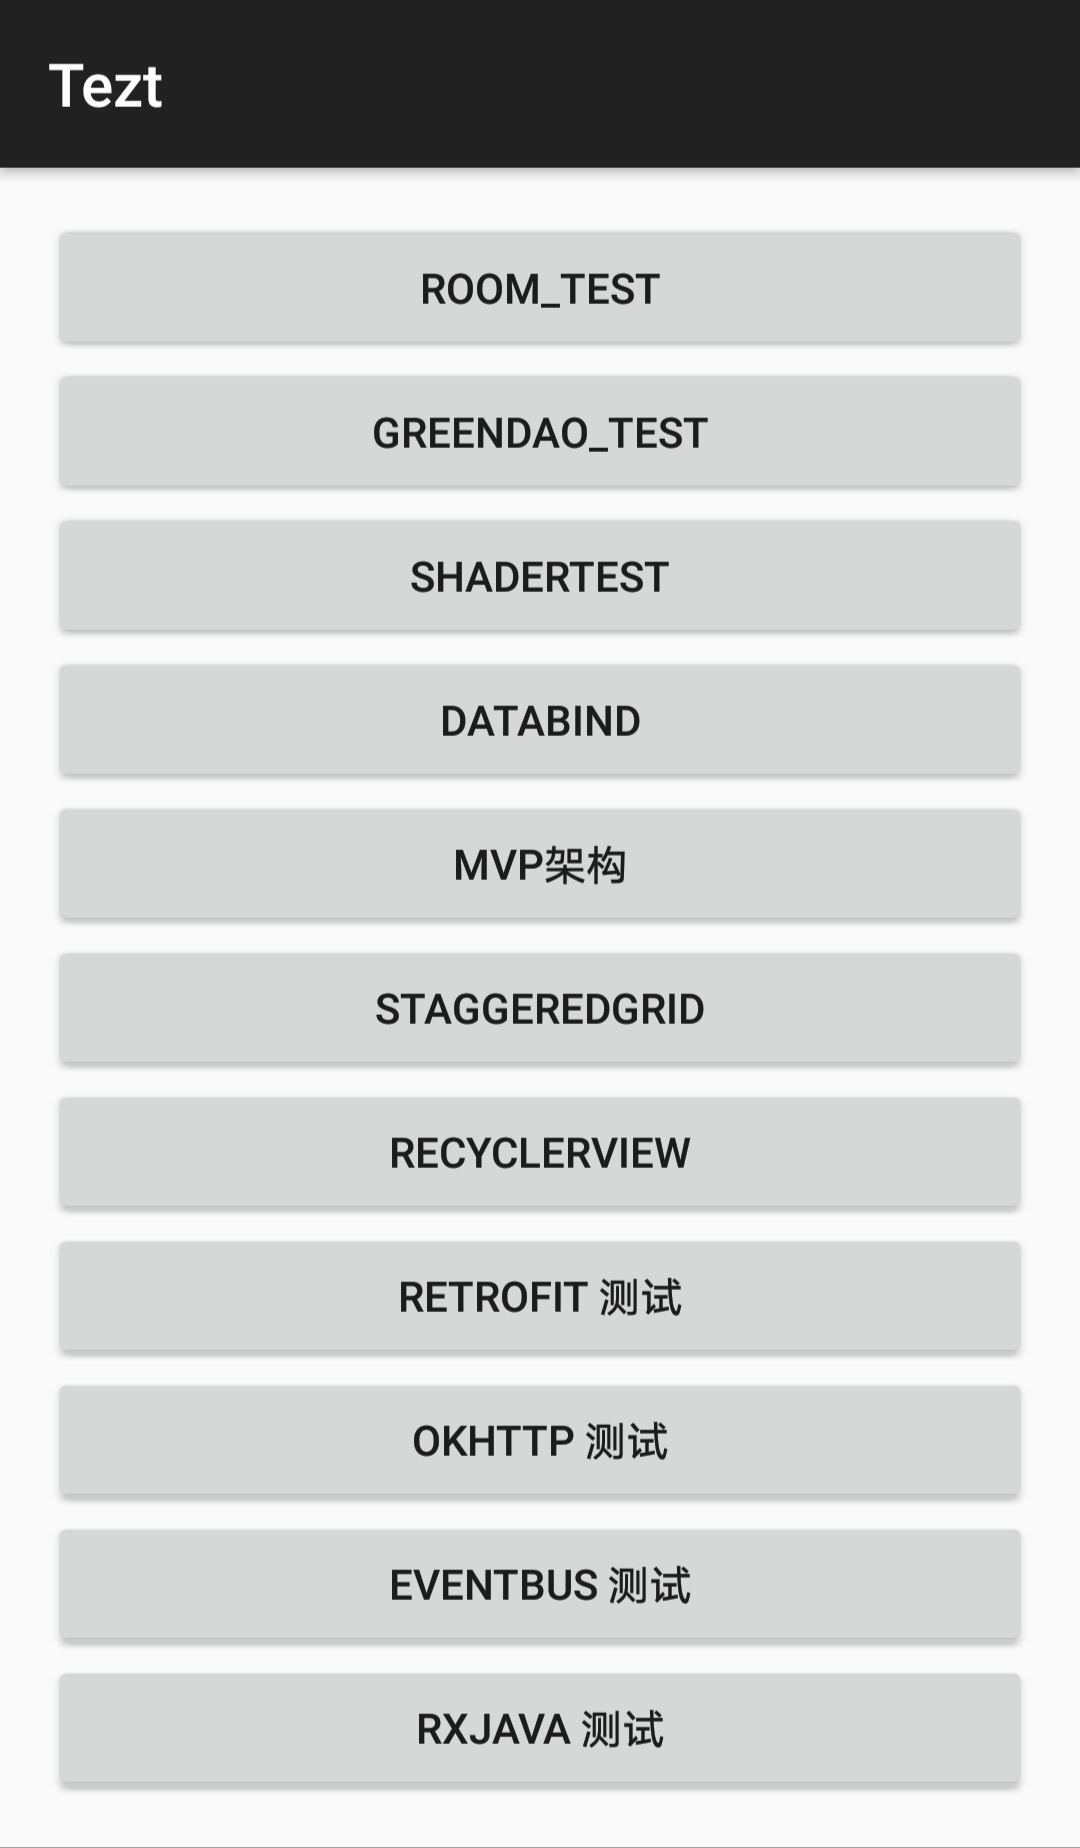 Tezt
ROOM_TEST
GREENDAO_TEST
SHADERTEST
DATABIND
MVP架构
STAGGEREDGRID
RECYCLERVIEW
RETROFIT 测试
OKHTTP 测试
EVENTBUS 测试
RXJAVA 测试